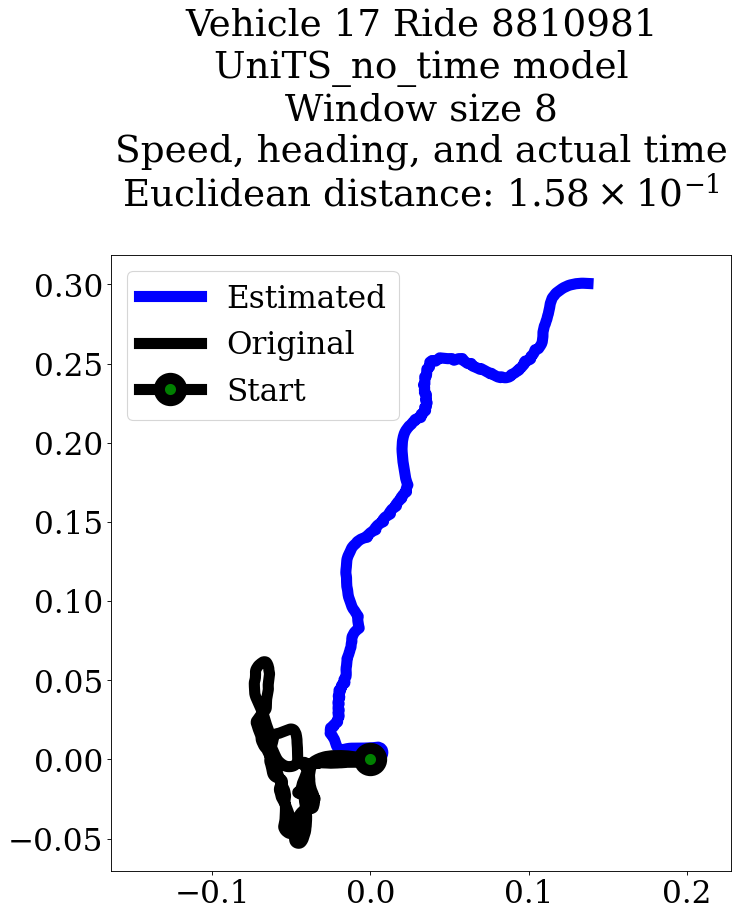 Vehicle 17 Ride 8810981
UniTS_no_time model
Window size 8
Speed, heading, and actual time
Euclidean distance: 1.58 × 10⁻¹
Estimated
Original
Start
0.30
0.25
0.20
0.15
0.10
0.05
0.00
−0.05
−0.1
0.0
0.1
0.2